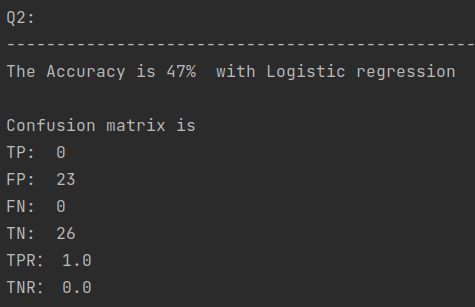 Q2:
------------------------------------------------
The Accuracy is 47%  with Logistic regression
Confusion matrix is
TP:  0
FP:  23
FN:  0
TN:  26
TPR:  1.0
TNR:  0.0